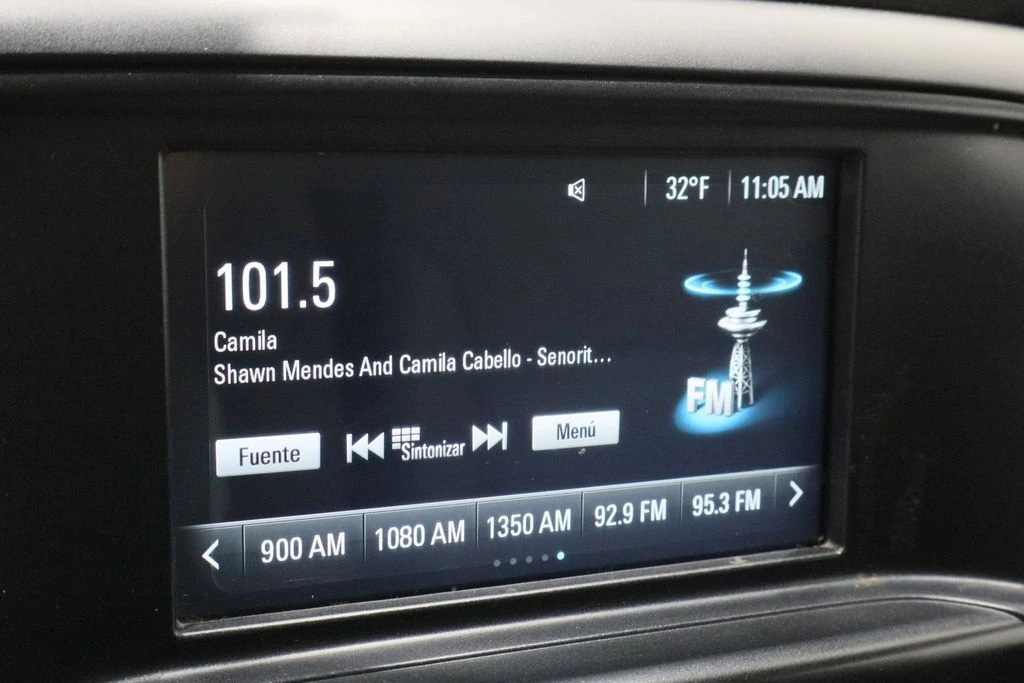 32°F 11:05 AM
101.5
Camila
Shawn Mendes And Camila Cabello - Senorit...
FM
Fuente Sintonizar Menú
900 AM 1080 AM 1350 AM 92.9 FM 95.3 FM